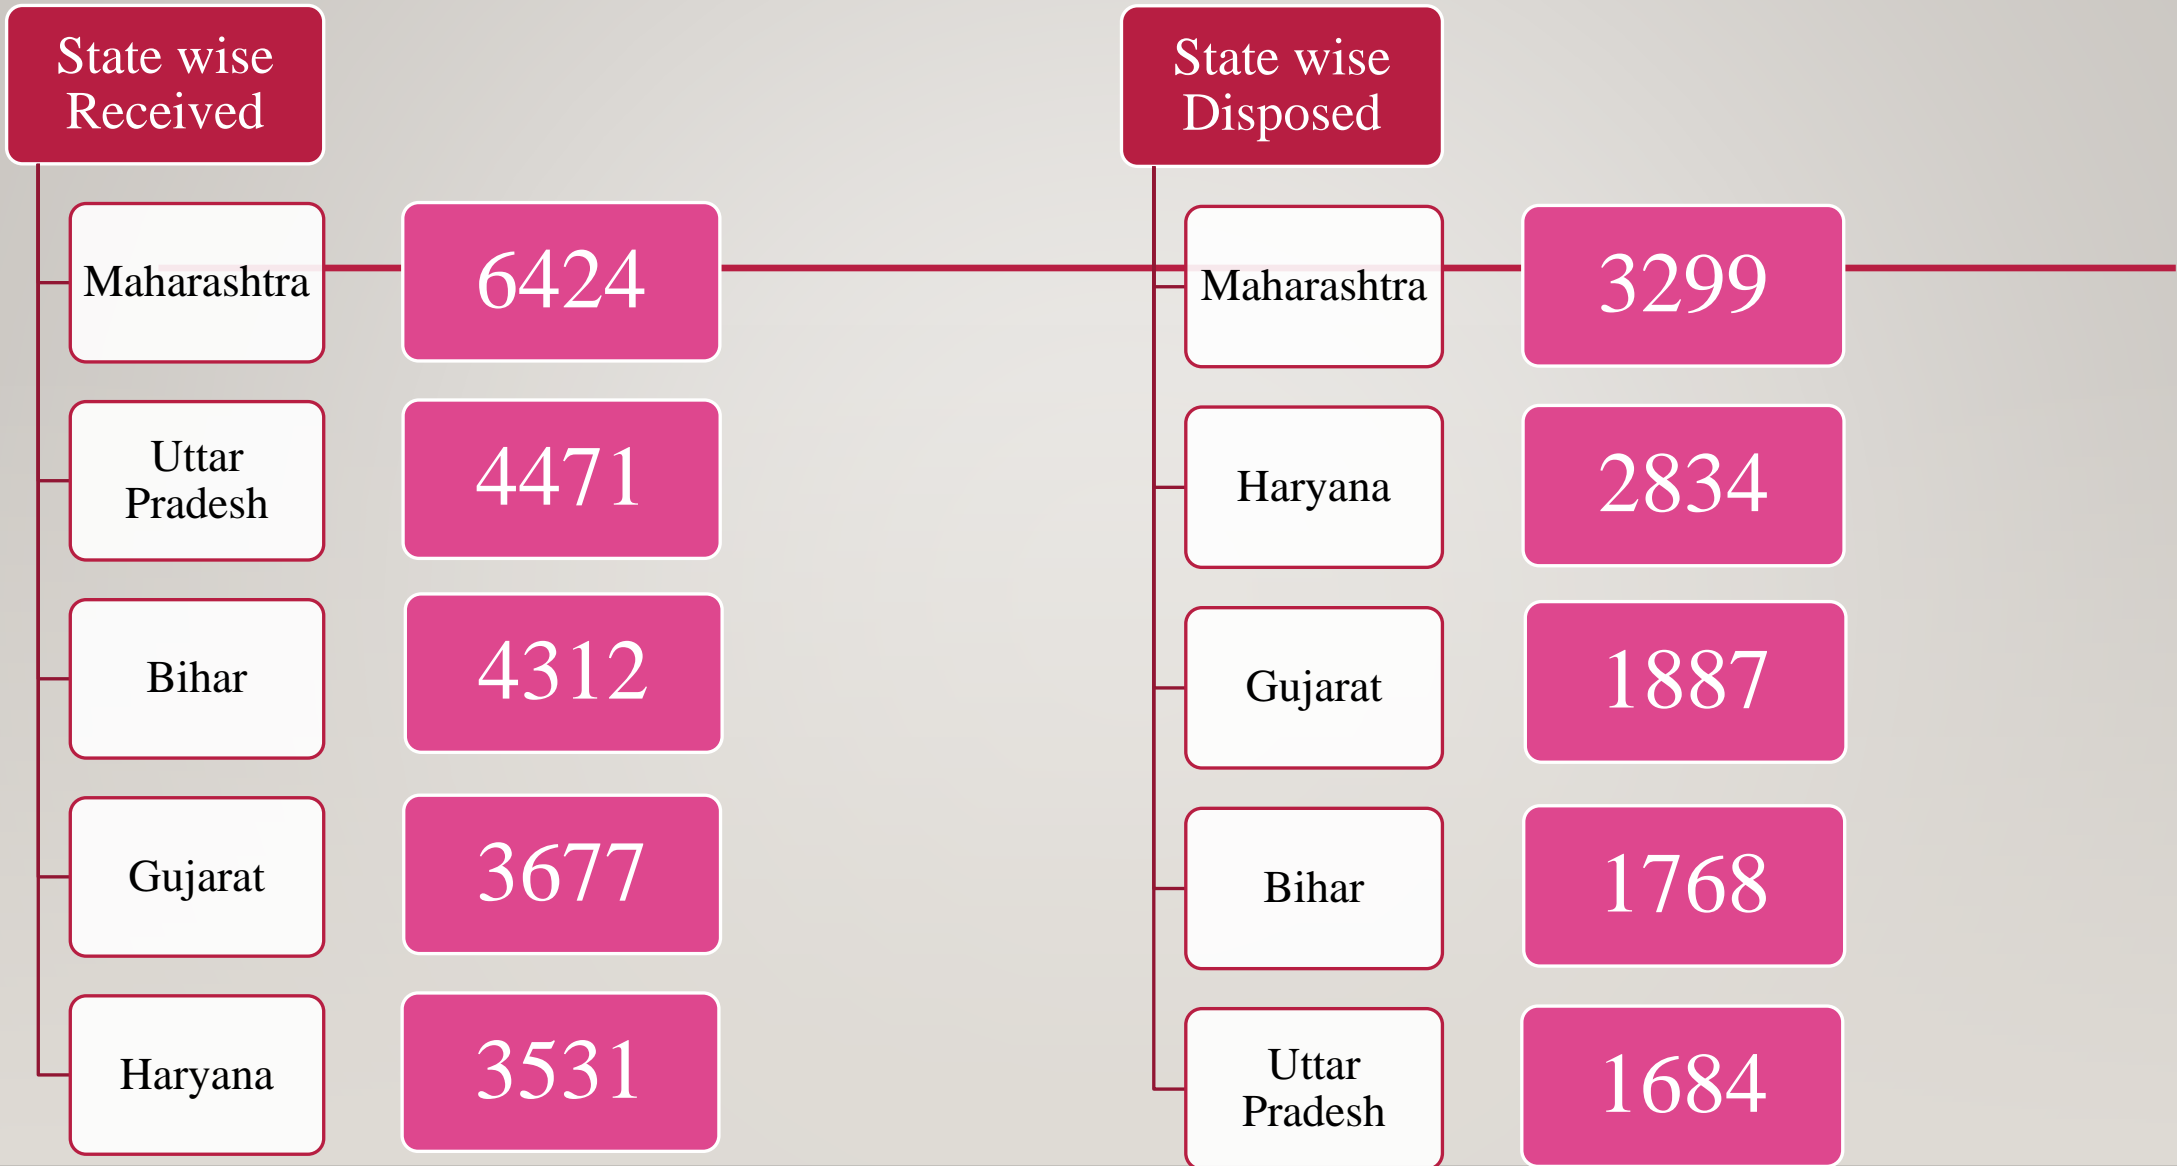 State wise
Received
Maharashtra
6424
Uttar
Pradesh
4471
Bihar
4312
Gujarat
3677
Haryana
3531
State wise
Disposed
Maharashtra
3299
Haryana
2834
Gujarat
1887
Bihar
1768
Uttar
Pradesh
1684